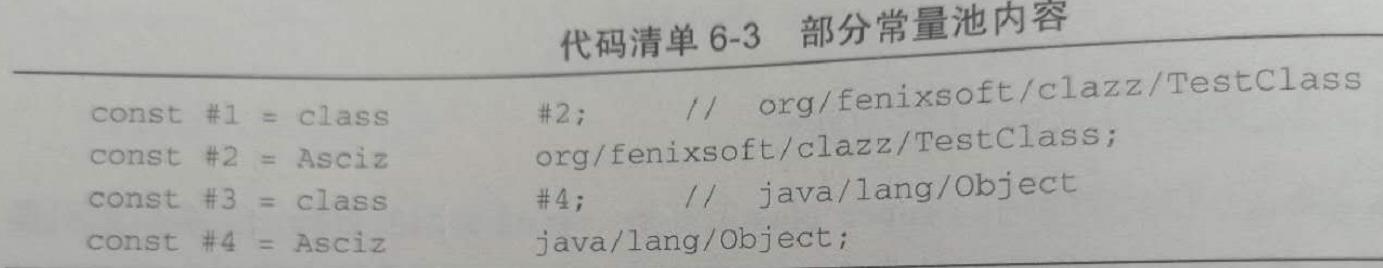 代码清单 6-3 部分常量池内容
const #1 = class #2; // org/fenixsoft/clazz/TestClass
const #2 = Asciz org/fenixsoft/clazz/TestClass;
const #3 = class #4; // java/lang/Object
const #4 = Asciz java/lang/Object;